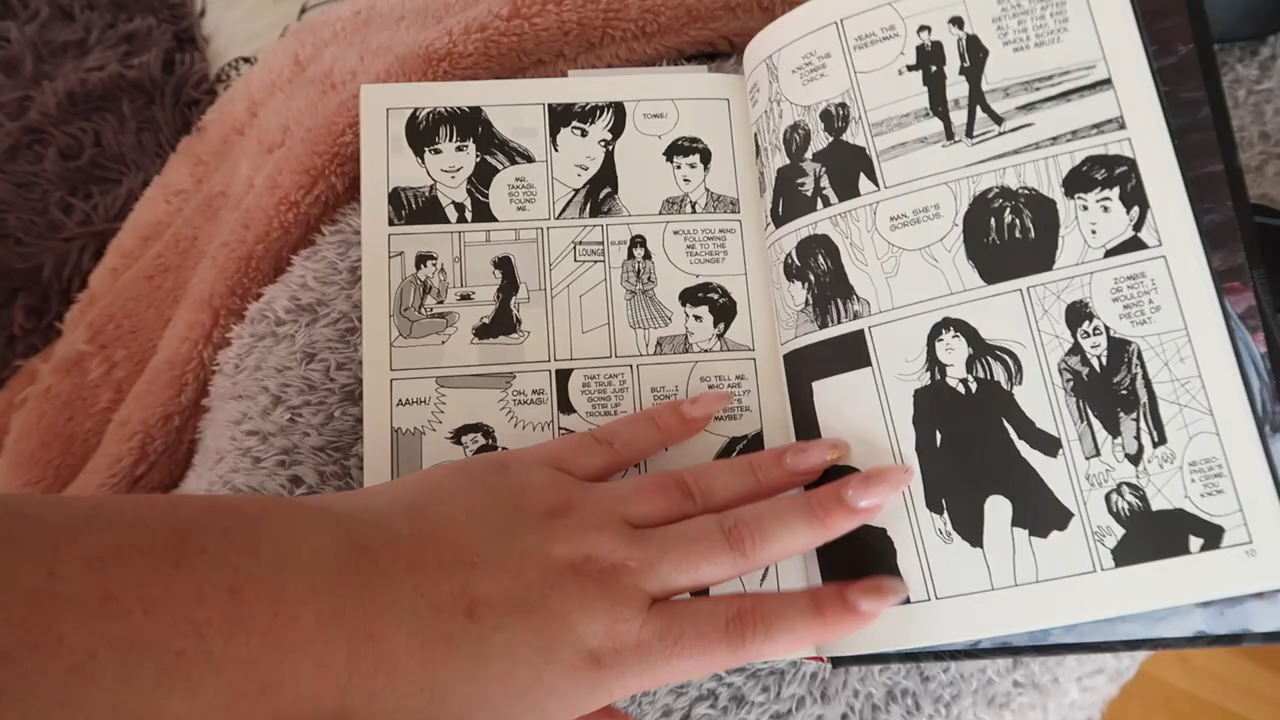 MR.
TAKAGI.
SO YOU
FOUND
ME.
TOMIE!
LOUNGE
SURE
WOULD YOU MIND
FOLLOWING
ME TO THE
TEACHER'S
LOUNGE?
AAHH!
OH, MR.
TAKAGI!
THAT CAN'T
BE TRUE. IF
YOU'RE JUST
GOING TO
STIR UP
TROUBLE—
BUT...I
DON'T
SO TELL ME.
WHO ARE
SISTER,
MAYBE?
YOU
KNOW, THE
ZOMBIE
CHICK.
YEAH, THE
FRESHMAN.
RETURNED AFTER
ALL. BY THE END
OF THE DAY, THE
WHOLE SCHOOL
WAS ABUZZ.
MAN, SHE'S
GORGEOUS.
ZOMBIE
OR NOT, I
WOULDN'T
MIND A
PIECE OF
THAT.
NECRO-
PHILIA'S
A CRIME,
YOU
KNOW.